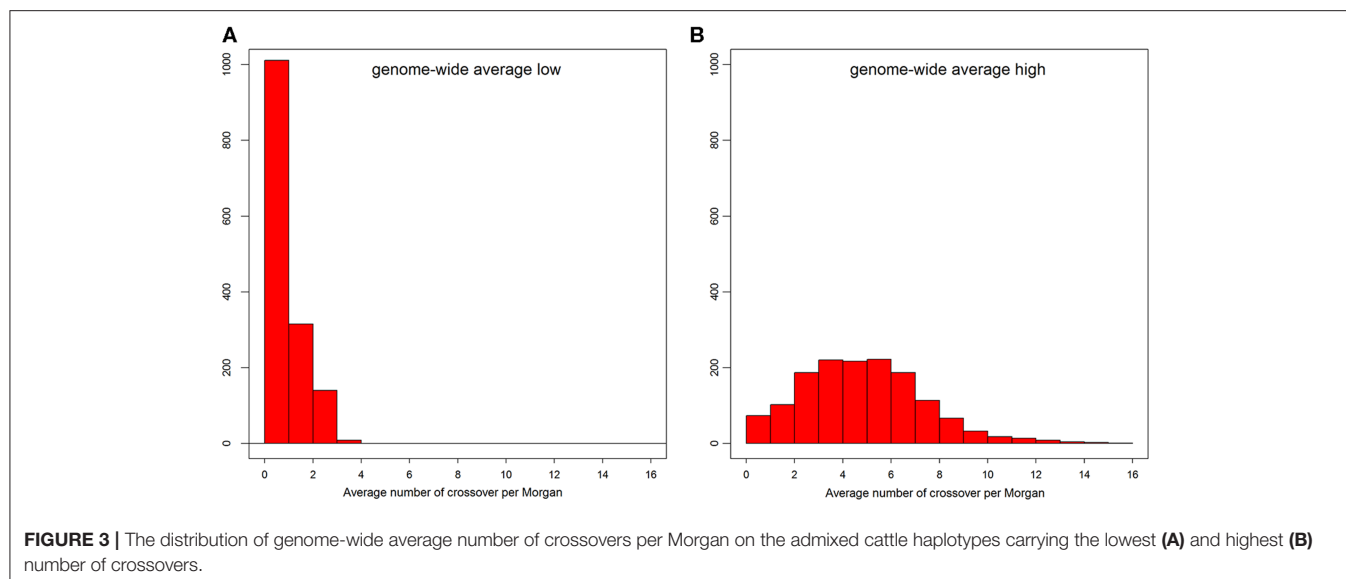 A
genome-wide average low
1000
800
600
400
200
0
0 2 4 6 8 10 12 14 16
Average number of crossover per Morgan
B
genome-wide average high
1000
800
600
400
200
0
0 2 4 6 8 10 12 14 16
Average number of crossover per Morgan
FIGURE 3 | The distribution of genome-wide average number of crossovers per Morgan on the admixed cattle haplotypes carrying the lowest (A) and highest (B)
number of crossovers.